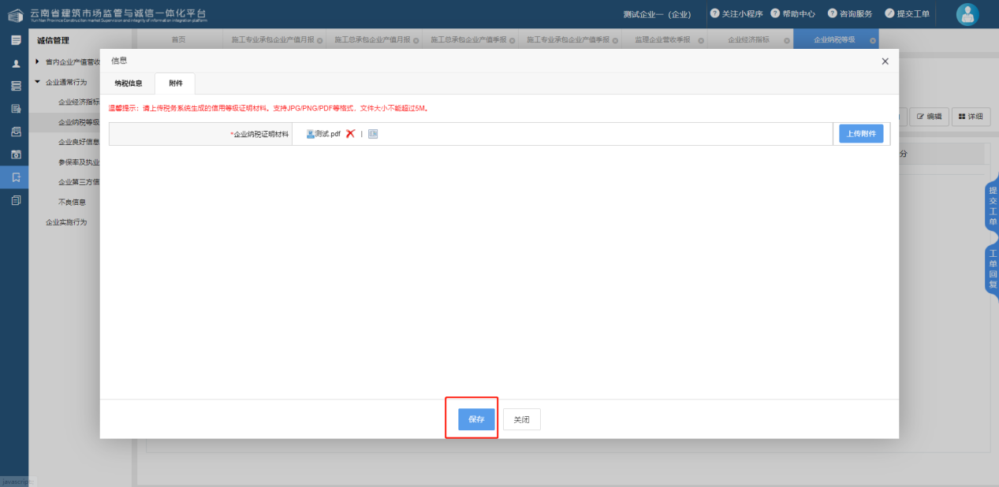 云南省建筑市场监管与诚信一体化平台
Yun Nan Province Construction market Supervision and integrity of information integration platform
测试企业一（企业）
关注小程序
帮助中心
咨询服务
提交工单
诚信管理
首页
施工专业承包企业产值月报
施工总承包企业产值月报
施工总承包企业产值季报
施工专业承包企业产值季报
监理企业营收季报
企业经济指标
企业纳税等级
省内企业产值营收
企业通常行为
企业经济指标
企业纳税等级
企业良好信息
参保率及执业
企业第三方信
不良信息
企业实施行为
信息
纳税信息
附件
温馨提示：请上传税务系统生成的信用等级证明材料。支持JPG/PNG/PDF等格式，文件大小不能超过5M。
*企业纳税证明材料
测试.pdf
|
上传附件
编辑
详细
分
提交工单
工单回复
保存
关闭